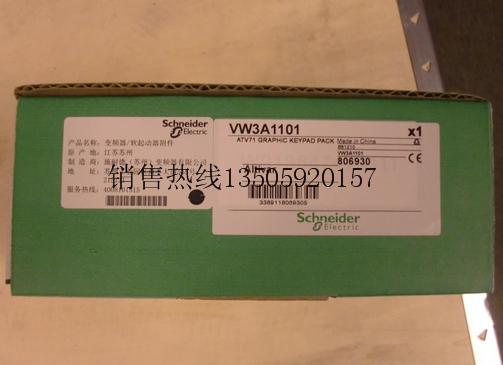 Schneider
Electric
产品名称: 变频器/软起动器附件
原 产 地: 江苏苏州
制 造 商: 施耐德(苏州)变频器有限公司
地 址: 苏
服务热线: 4008101315
VW3A1101
x1
ATV71 GRAPHIC KEYPAD PACK
Made in China
VW3A1101
806930
Altivar
3389118069305
Schneider
Electric
销售热线13505920157